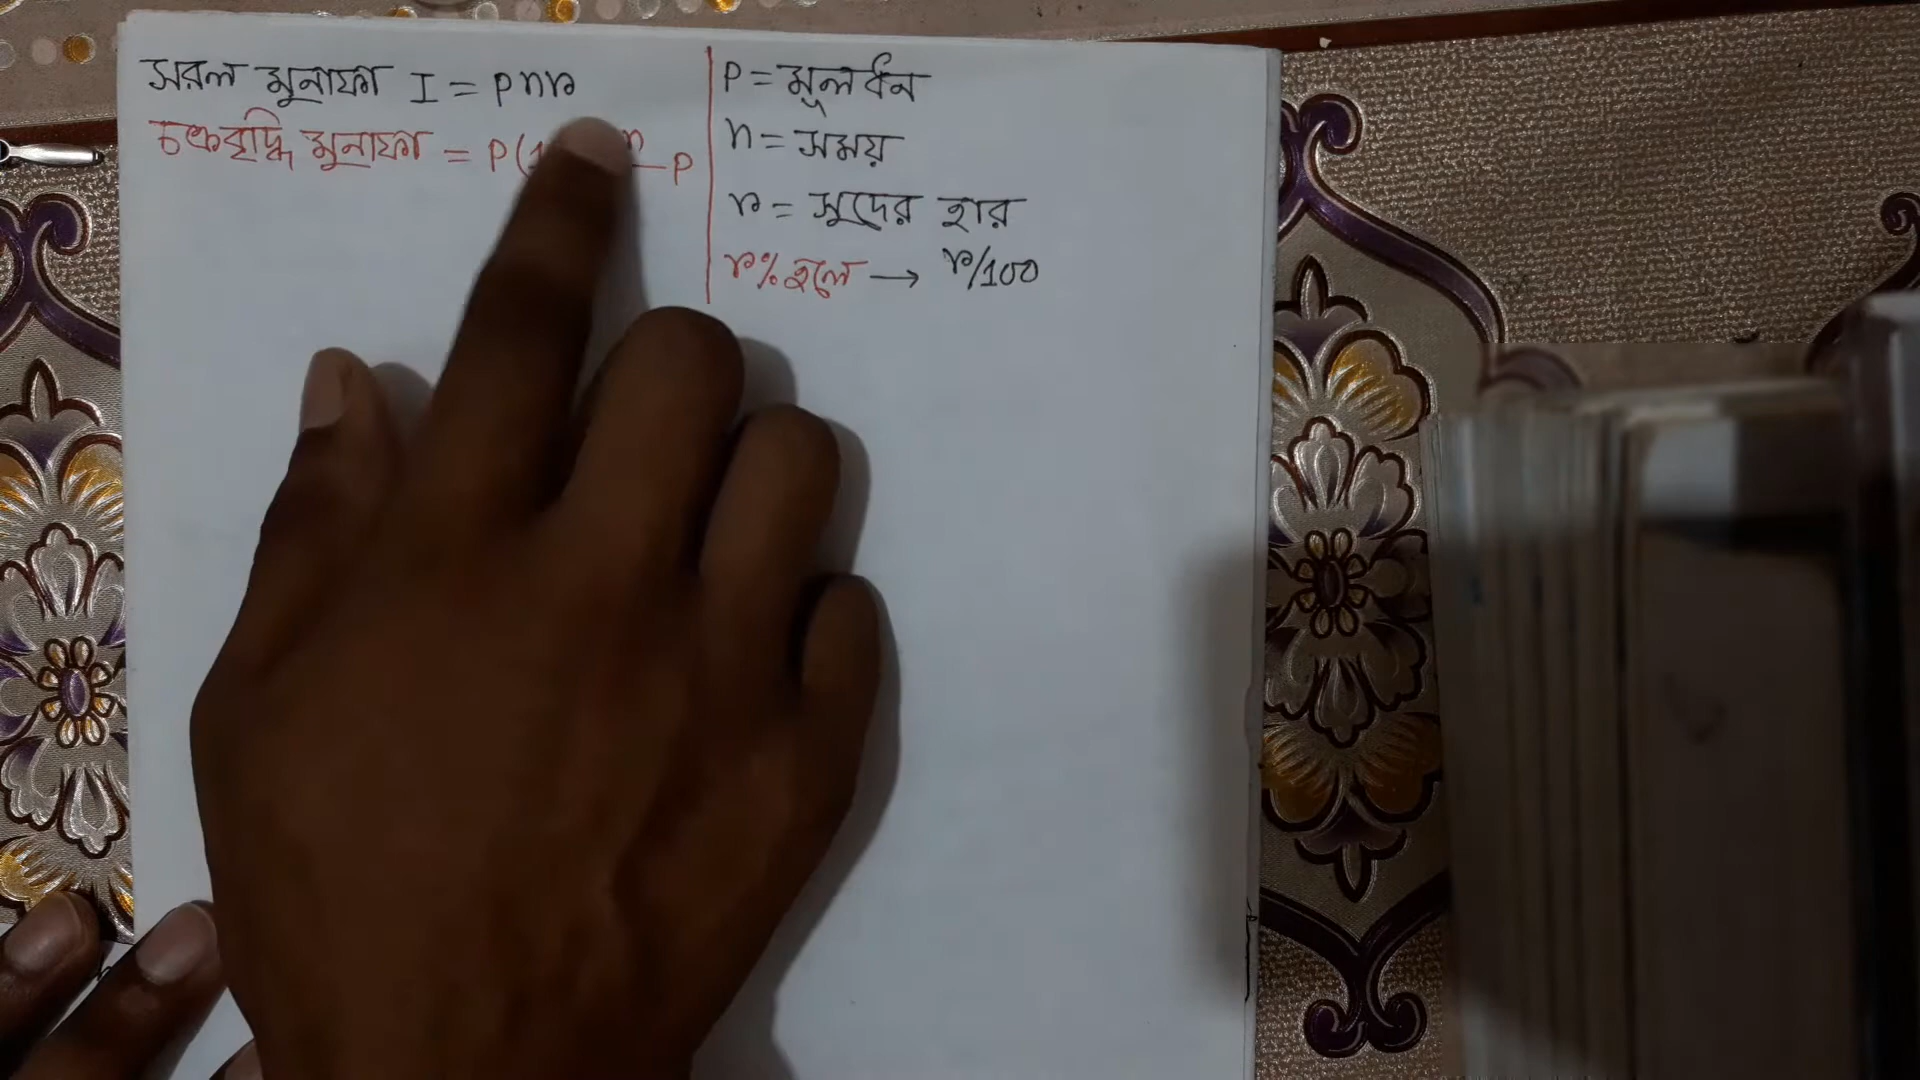 সরল মুনাফা I = pnr
চক্রবৃদ্ধি মুনাফা = P(1 n - P
P = মূলধন
n = সময়
r = সুদের হার
r% হলে → r/100